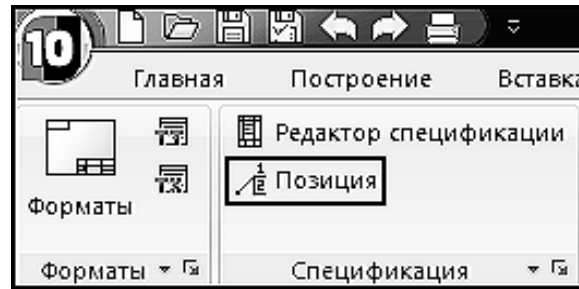 10
Главная Построение Вставка
Редактор спецификации
Позиция
Форматы
Форматы Спецификация